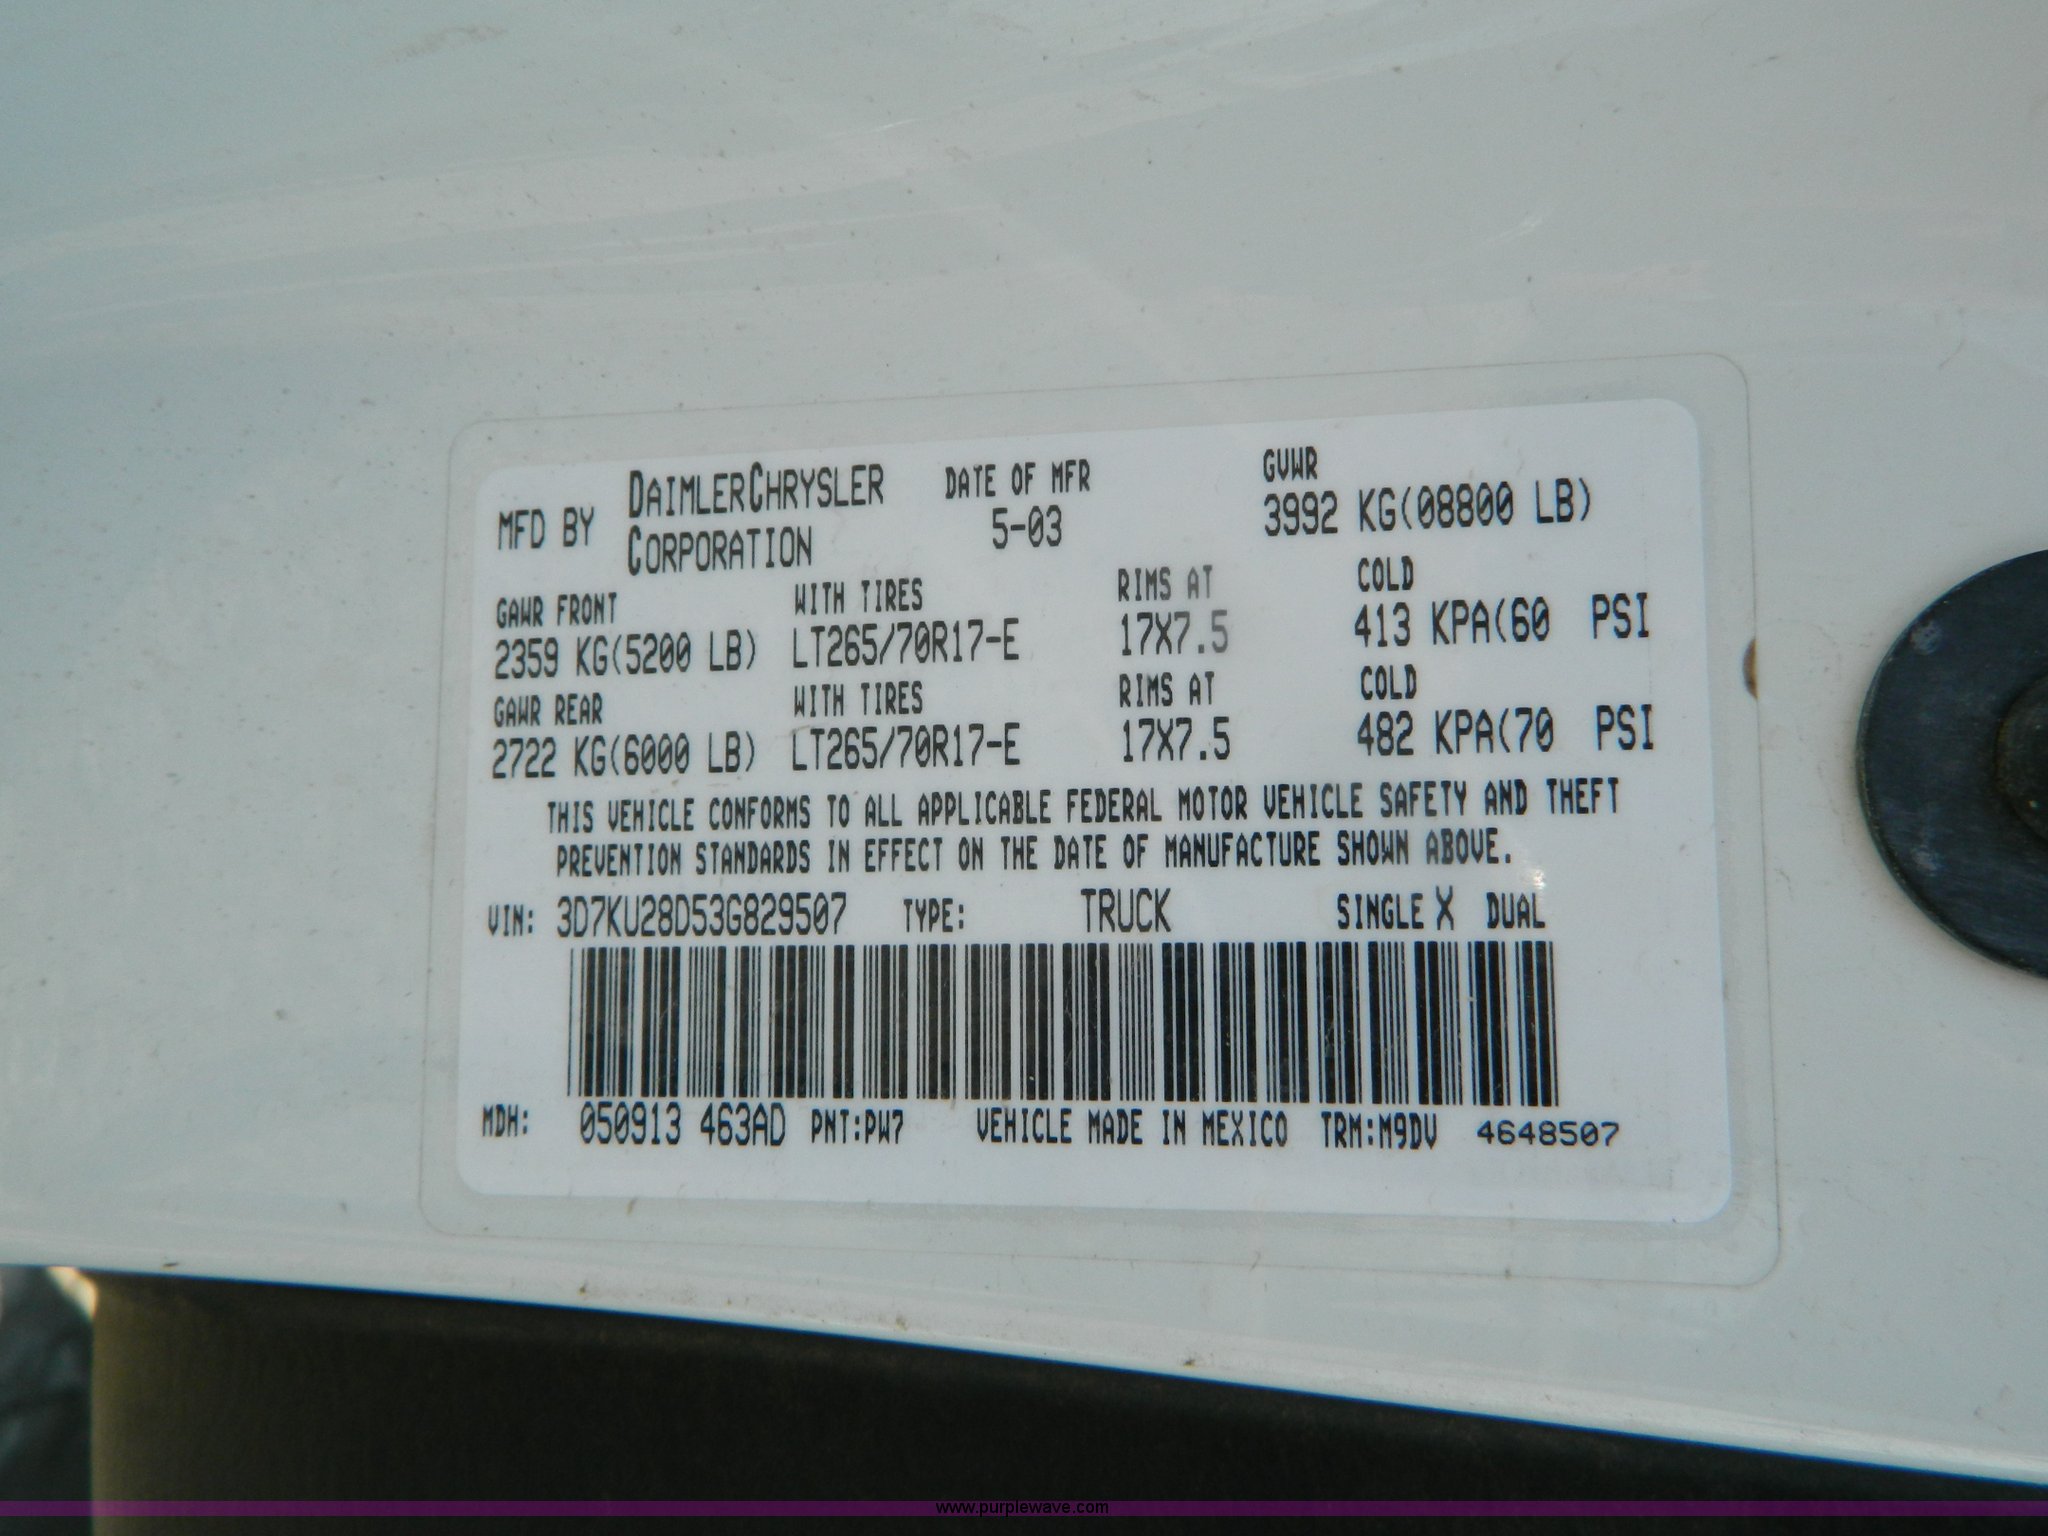 MFD BY DAIMLERCHRYSLER CORPORATION DATE OF MFR 5-03 GVWR 3992 KG(08800 LB)
GAWR FRONT WITH TIRES RIMS AT COLD
2359 KG(5200 LB) LT265/70R17-E 17X7.5 413 KPA(60 PSI
GAWR REAR WITH TIRES RIMS AT COLD
2722 KG(6000 LB) LT265/70R17-E 17X7.5 482 KPA(70 PSI
THIS VEHICLE CONFORMS TO ALL APPLICABLE FEDERAL MOTOR VEHICLE SAFETY AND THEFT
PREVENTION STANDARDS IN EFFECT ON THE DATE OF MANUFACTURE SHOWN ABOVE.
VIN: 3D7KU28D53G829507 TYPE: TRUCK SINGLE X DUAL
MDH: 050913 463AD PNT:PW7 VEHICLE MADE IN MEXICO TRM:M9DV 4648507
www.purplewave.com